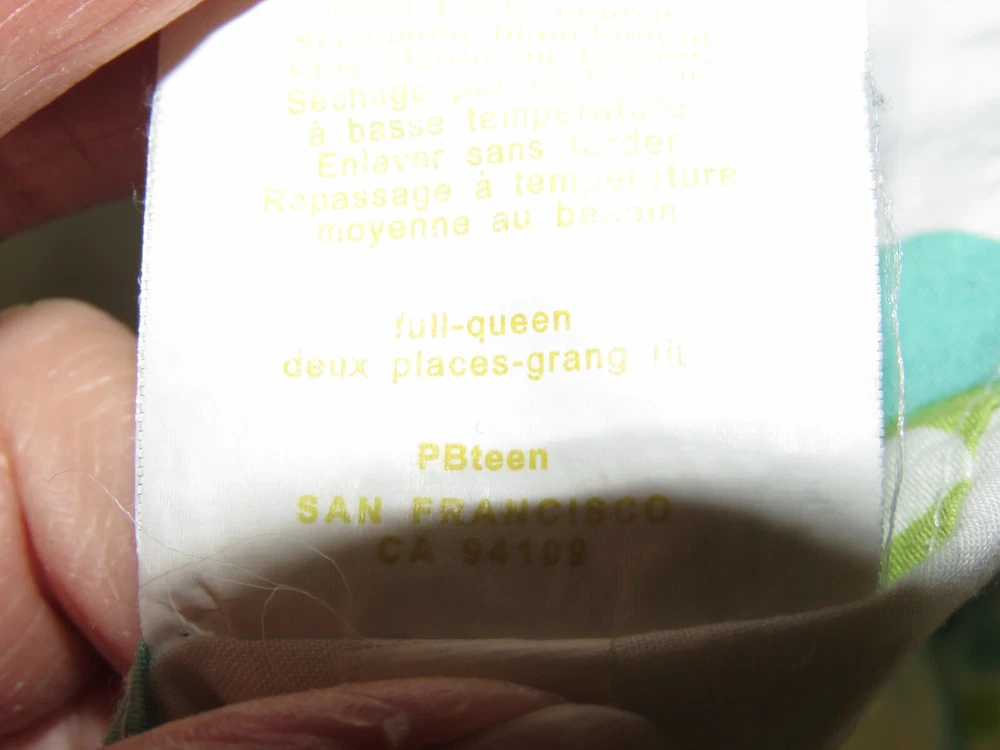 Séchage par
à basse température
Enlever sans tarder
Repassage à température
moyenne au besoin
full-queen
deux places-grang lit
PBteen
SAN FRANCISCO
CA 94109